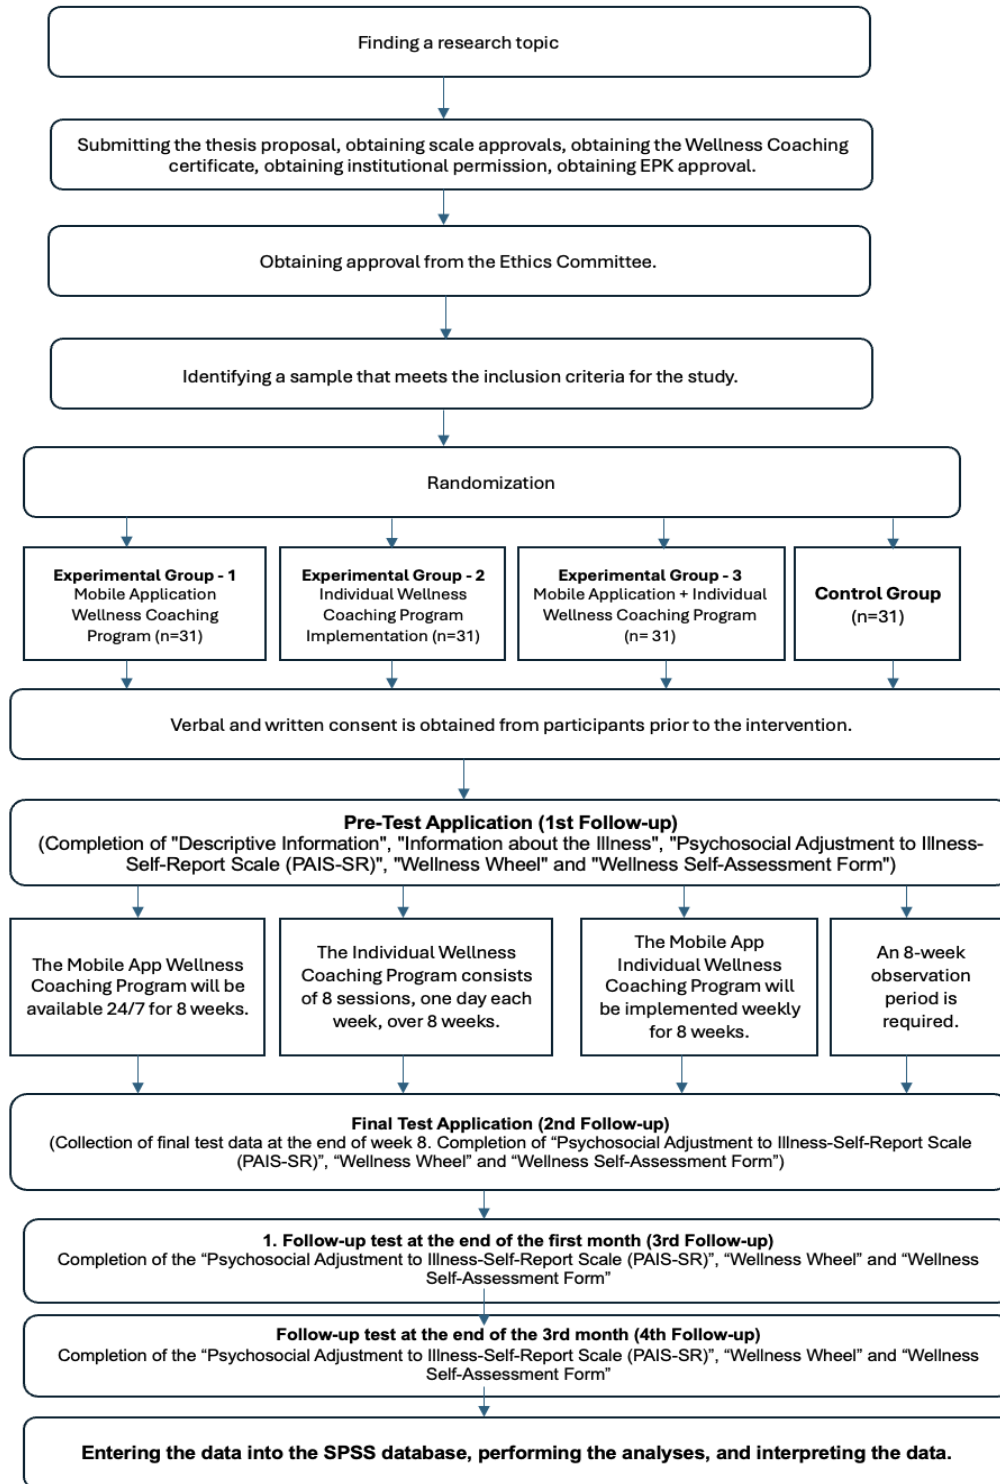 Finding a research topic
Submitting the thesis proposal, obtaining scale approvals, obtaining the Wellness Coaching
certificate, obtaining institutional permission, obtaining EPK approval.
Obtaining approval from the Ethics Committee.
Identifying a sample that meets the inclusion criteria for the study.
Randomization
Experimental Group - 1
Mobile Application
Wellness Coaching
Program (n=31)
Experimental Group - 2
Individual Wellness
Coaching Program
Implementation (n=31)
Experimental Group - 3
Mobile Application + Individual
Wellness Coaching Program
(n= 31)
Control Group
(n=31)
Verbal and written consent is obtained from participants prior to the intervention.
Pre-Test Application (1st Follow-up)
(Completion of "Descriptive Information", "Information about the Illness", "Psychosocial Adjustment to Illness-
Self-Report Scale (PAIS-SR)", "Wellness Wheel" and "Wellness Self-Assessment Form")
The Mobile App Wellness
Coaching Program will be
available 24/7 for 8 weeks.
The Individual Wellness
Coaching Program consists
of 8 sessions, one day each
week, over 8 weeks.
The Mobile App
Individual Wellness
Coaching Program will
be implemented weekly
for 8 weeks.
An 8-week
observation
period is
required.
Final Test Application (2nd Follow-up)
(Collection of final test data at the end of week 8. Completion of “Psychosocial Adjustment to Illness-Self-Report Scale
(PAIS-SR)”, “Wellness Wheel” and “Wellness Self-Assessment Form”)
1. Follow-up test at the end of the first month (3rd Follow-up)
Completion of the “Psychosocial Adjustment to Illness-Self-Report Scale (PAIS-SR)”, “Wellness Wheel” and “Wellness
Self-Assessment Form”
Follow-up test at the end of the 3rd month (4th Follow-up)
Completion of the “Psychosocial Adjustment to Illness-Self-Report Scale (PAIS-SR)”, “Wellness Wheel” and “Wellness
Self-Assessment Form”
Entering the data into the SPSS database, performing the analyses, and interpreting the data.